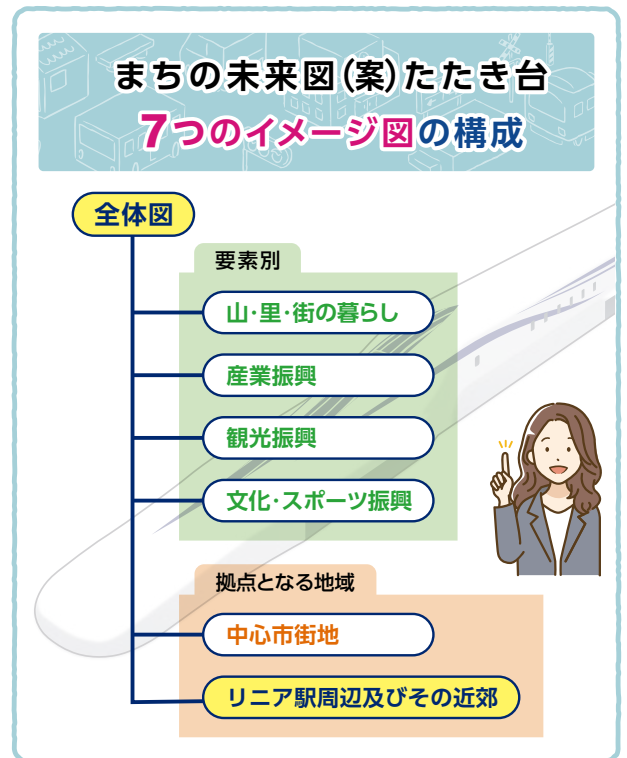 まちの未来図(案)たたき台
7つのイメージ図の構成
全体図
要素別
山・里・街の暮らし
産業振興
観光振興
文化・スポーツ振興
拠点となる地域
中心市街地
リニア駅周辺及びその近郊